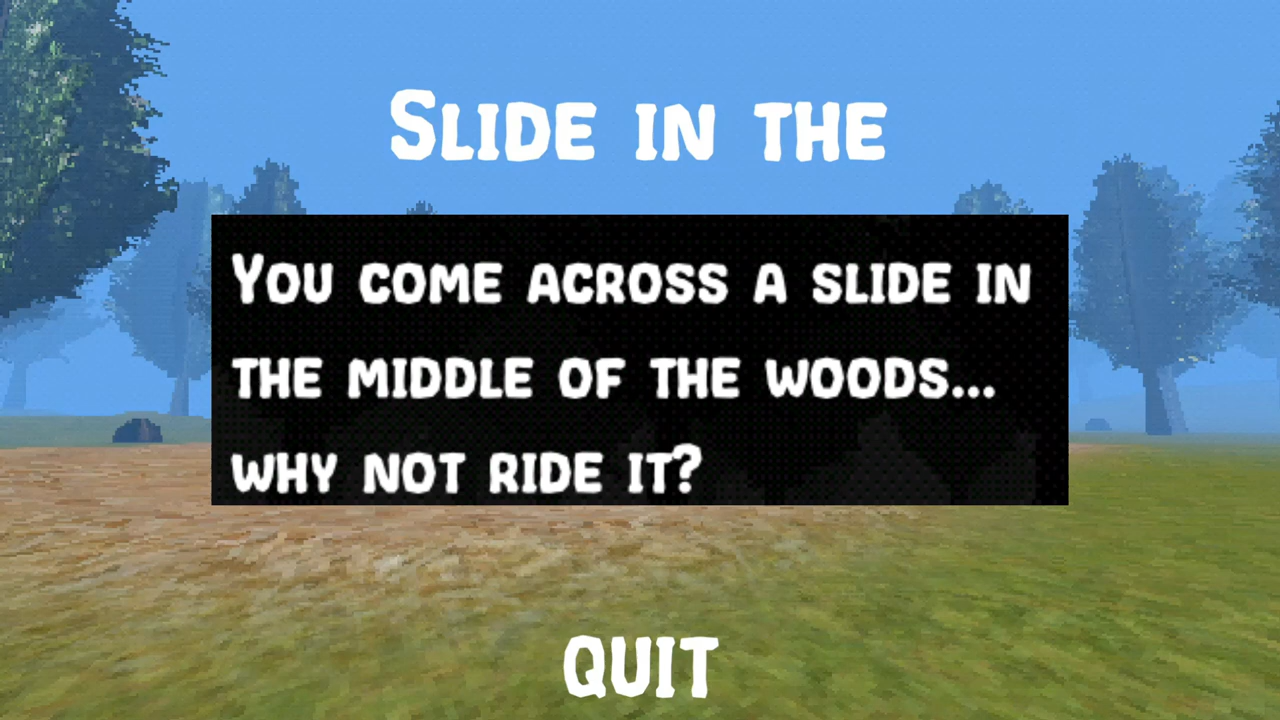 Slide in the
You come across a slide in
the middle of the woods...
why not ride it?
QUIT